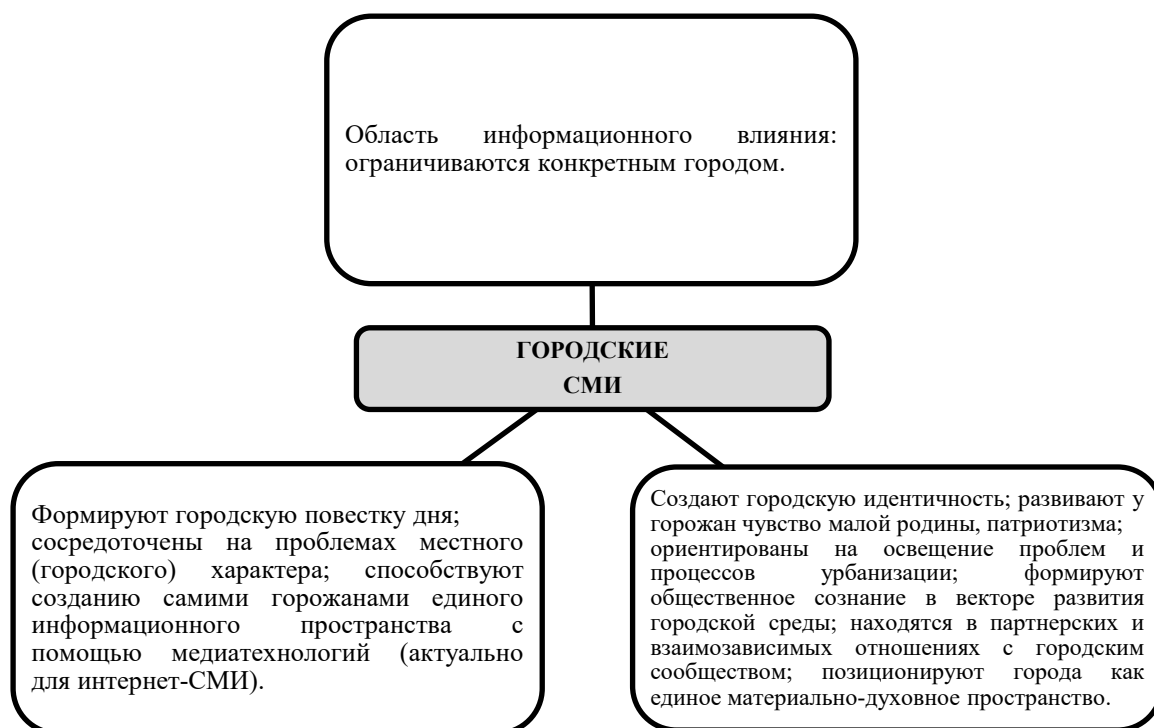 Область информационного влияния:
ограничиваются конкретным городом.
ГОРОДСКИЕ
СМИ
Формируют городскую повестку дня;
сосредоточены на проблемах местного
(городского) характера; способствуют
созданию самими горожанами единого
информационного пространства с
помощью медиатехнологий (актуально
для интернет-СМИ).
Создают городскую идентичность; развивают у
горожан чувство малой родины, патриотизма;
ориентированы на освещение проблем и
процессов урбанизации; формируют
общественное сознание в векторе развития
городской среды; находятся в партнерских и
взаимозависимых отношениях с городским
сообществом; позиционируют города как
единое материально-духовное пространство.